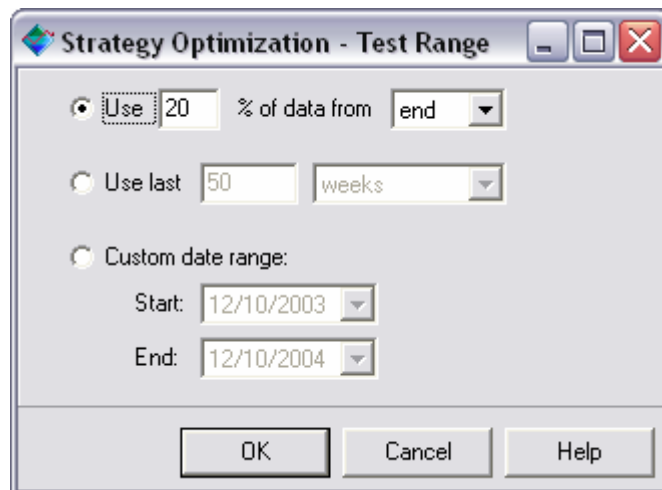 Strategy Optimization - Test Range
Use 20 % of data from end
Use last 50 weeks
Custom date range:
Start: 12/10/2003
End: 12/10/2004
OK Cancel Help